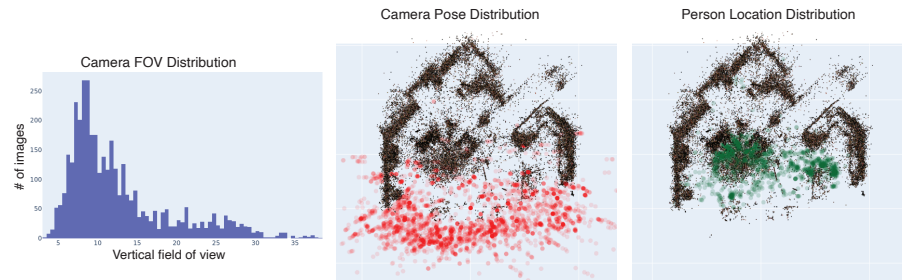 Camera FOV Distribution
# of images
250
200
150
100
50
0
5
10
15
20
25
30
35
Vertical field of view
Camera Pose Distribution
Person Location Distribution